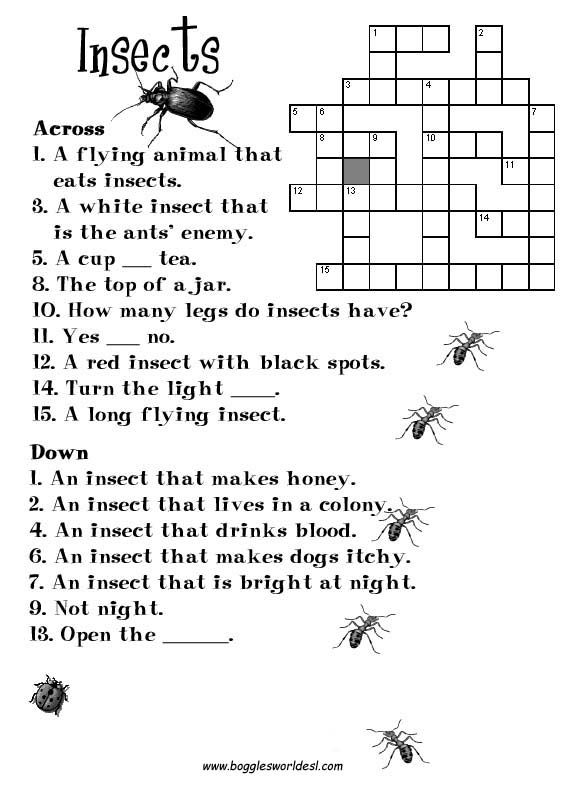 Insects
1 2
3 4
5 6 7
8 9 10
11
12 13
14
15
Across
1. A flying animal that
eats insects.
3. A white insect that
is the ants' enemy.
5. A cup ___ tea.
8. The top of a jar.
10. How many legs do insects have?
11. Yes ___ no.
12. A red insect with black spots.
14. Turn the light ____.
15. A long flying insect.
Down
1. An insect that makes honey.
2. An insect that lives in a colony.
4. An insect that drinks blood.
6. An insect that makes dogs itchy.
7. An insect that is bright at night.
9. Not night.
13. Open the ______.
www.bogglesworldesl.com